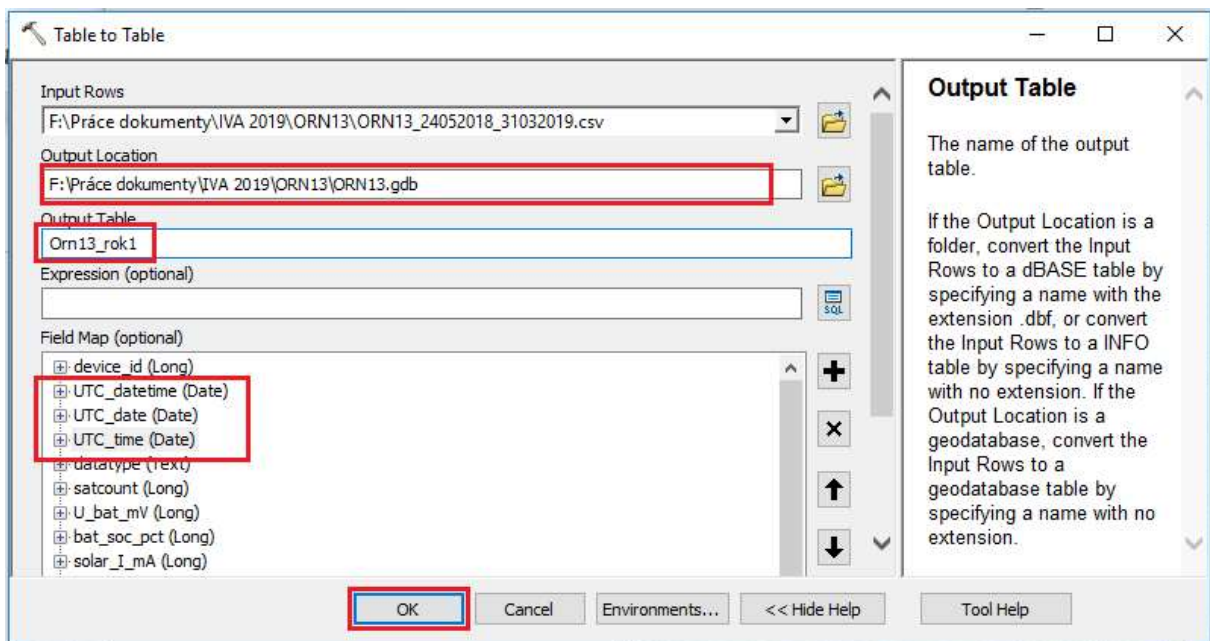 Table to Table
Input Rows
F:\Práce dokumenty\IVA 2019\ORN13\ORN13_24052018_31032019.csv
Output Location
F:\Práce dokumenty\IVA 2019\ORN13\ORN13.gdb
Output Table
Orn13_rok1
Expression (optional)
SQL
Field Map (optional)
device_id (Long)
UTC_datetime (Date)
UTC_date (Date)
UTC_time (Date)
datatype (Text)
satcount (Long)
U_bat_mV (Long)
bat_soc_pct (Long)
solar_I_mA (Long)
OK
Cancel
Environments...
<< Hide Help
Tool Help
Output Table
The name of the output
table.
If the Output Location is a
folder, convert the Input
Rows to a dBASE table by
specifying a name with the
extension .dbf, or convert
the Input Rows to a INFO
table by specifying a name
with no extension. If the
Output Location is a
geodatabase, convert the
Input Rows to a
geodatabase table by
specifying a name with no
extension.